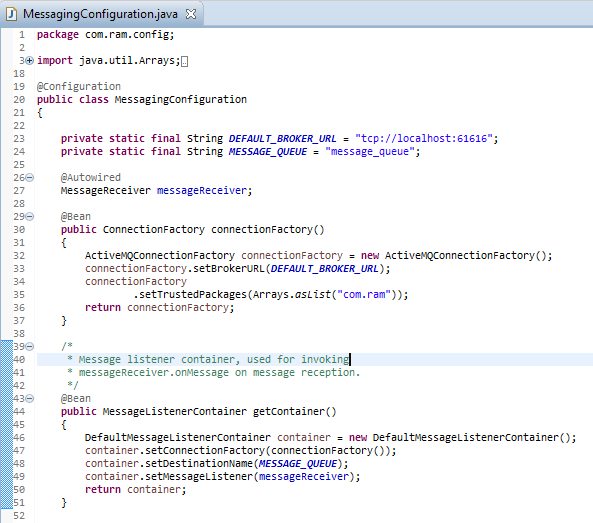 MessagingConfiguration.java
1 package com.ram.config;
2
3 import java.util.Arrays;
18
19 @Configuration
20 public class MessagingConfiguration
21 {
22
23 private static final String DEFAULT_BROKER_URL = "tcp://localhost:61616";
24 private static final String MESSAGE_QUEUE = "message_queue";
25
26 @Autowired
27 MessageReceiver messageReceiver;
28
29 @Bean
30 public ConnectionFactory connectionFactory()
31 {
32 ActiveMQConnectionFactory connectionFactory = new ActiveMQConnectionFactory();
33 connectionFactory.setBrokerURL(DEFAULT_BROKER_URL);
34 connectionFactory
35 .setTrustedPackages(Arrays.asList("com.ram"));
36 return connectionFactory;
37 }
38
39 /*
40 * Message listener container, used for invoking
41 * messageReceiver.onMessage on message reception.
42 */
43 @Bean
44 public MessageListenerContainer getContainer()
45 {
46 DefaultMessageListenerContainer container = new DefaultMessageListenerContainer();
47 container.setConnectionFactory(connectionFactory());
48 container.setDestinationName(MESSAGE_QUEUE);
49 container.setMessageListener(messageReceiver);
50 return container;
51 }
52